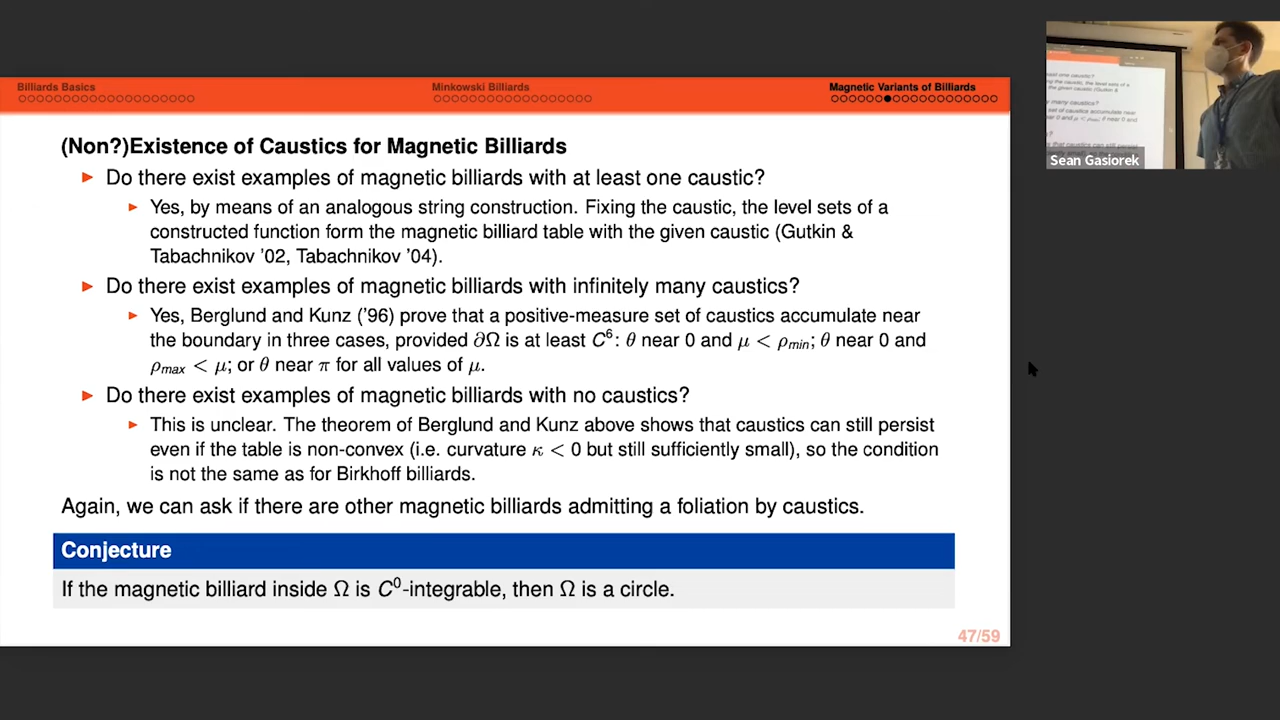 Billiards Basics
Minkowski Billiards
Magnetic Variants of Billiards
(Non?)Existence of Caustics for Magnetic Billiards
Do there exist examples of magnetic billiards with at least one caustic?
Yes, by means of an analogous string construction. Fixing the caustic, the level sets of a
constructed function form the magnetic billiard table with the given caustic (Gutkin &
Tabachnikov '02, Tabachnikov '04).
Do there exist examples of magnetic billiards with infinitely many caustics?
Yes, Berglund and Kunz ('96) prove that a positive-measure set of caustics accumulate near
the boundary in three cases, provided ∂Ω is at least C⁶: θ near 0 and μ < ρmin; θ near 0 and
ρmax < μ; or θ near π for all values of μ.
Do there exist examples of magnetic billiards with no caustics?
This is unclear. The theorem of Berglund and Kunz above shows that caustics can still persist
even if the table is non-convex (i.e. curvature κ < 0 but still sufficiently small), so the condition
is not the same as for Birkhoff billiards.
Again, we can ask if there are other magnetic billiards admitting a foliation by caustics.
Conjecture
If the magnetic billiard inside Ω is C⁰-integrable, then Ω is a circle.
47/59
Sean Gasiorek